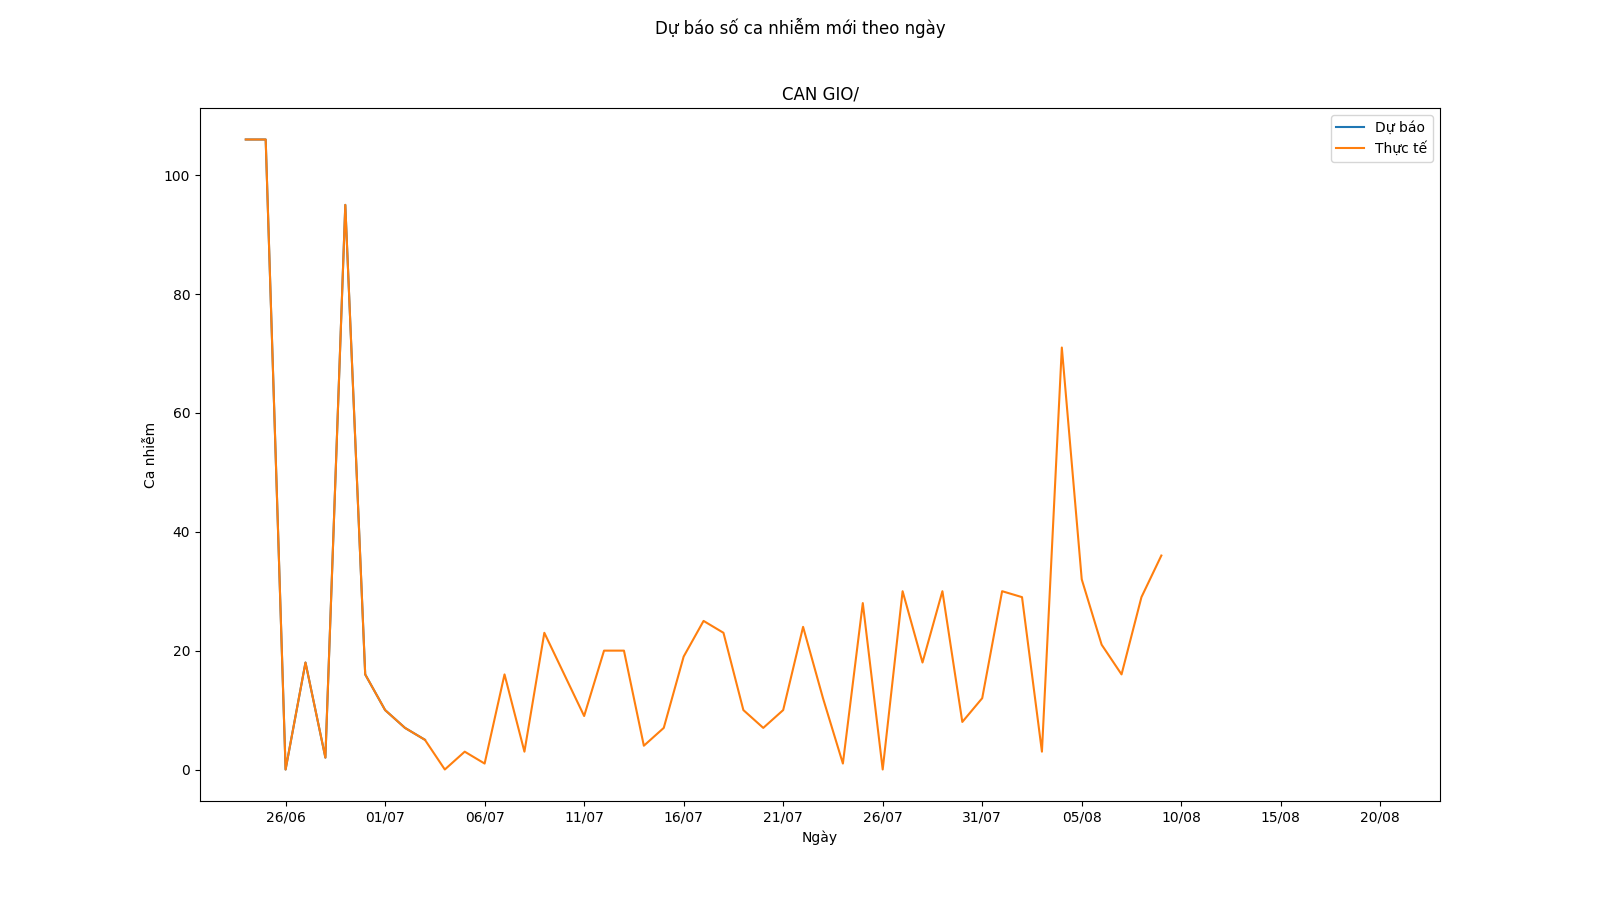 Dự báo số ca nhiễm mới theo ngày
CAN GIO/
Dự báo
Thực tế
100
80
60
40
20
0
Ca nhiễm
26/06 01/07 06/07 11/07 16/07 21/07 26/07 31/07 05/08 10/08 15/08 20/08
Ngày